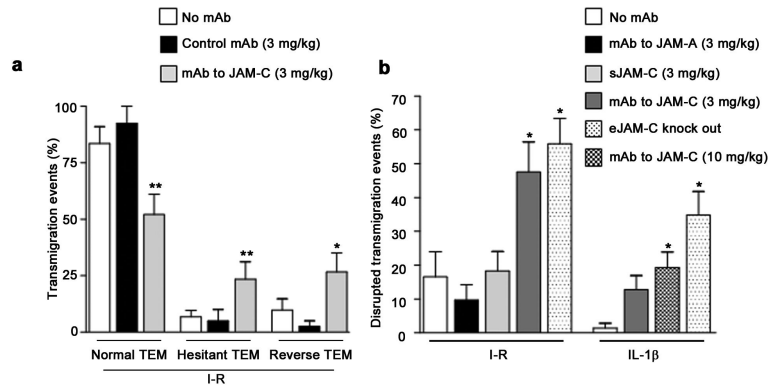 No mAb
Control mAb (3 mg/kg)
mAb to JAM-C (3 mg/kg)
a
Transmigration events (%)
100
75
50
25
0
**
**
*
Normal TEM
Hesitant TEM
Reverse TEM
I-R
No mAb
mAb to JAM-A (3 mg/kg)
sJAM-C (3 mg/kg)
mAb to JAM-C (3 mg/kg)
eJAM-C knock out
mAb to JAM-C (10 mg/kg)
b
Disrupted transmigration events (%)
70
60
50
40
30
20
10
0
*
*
*
*
I-R
IL-1β